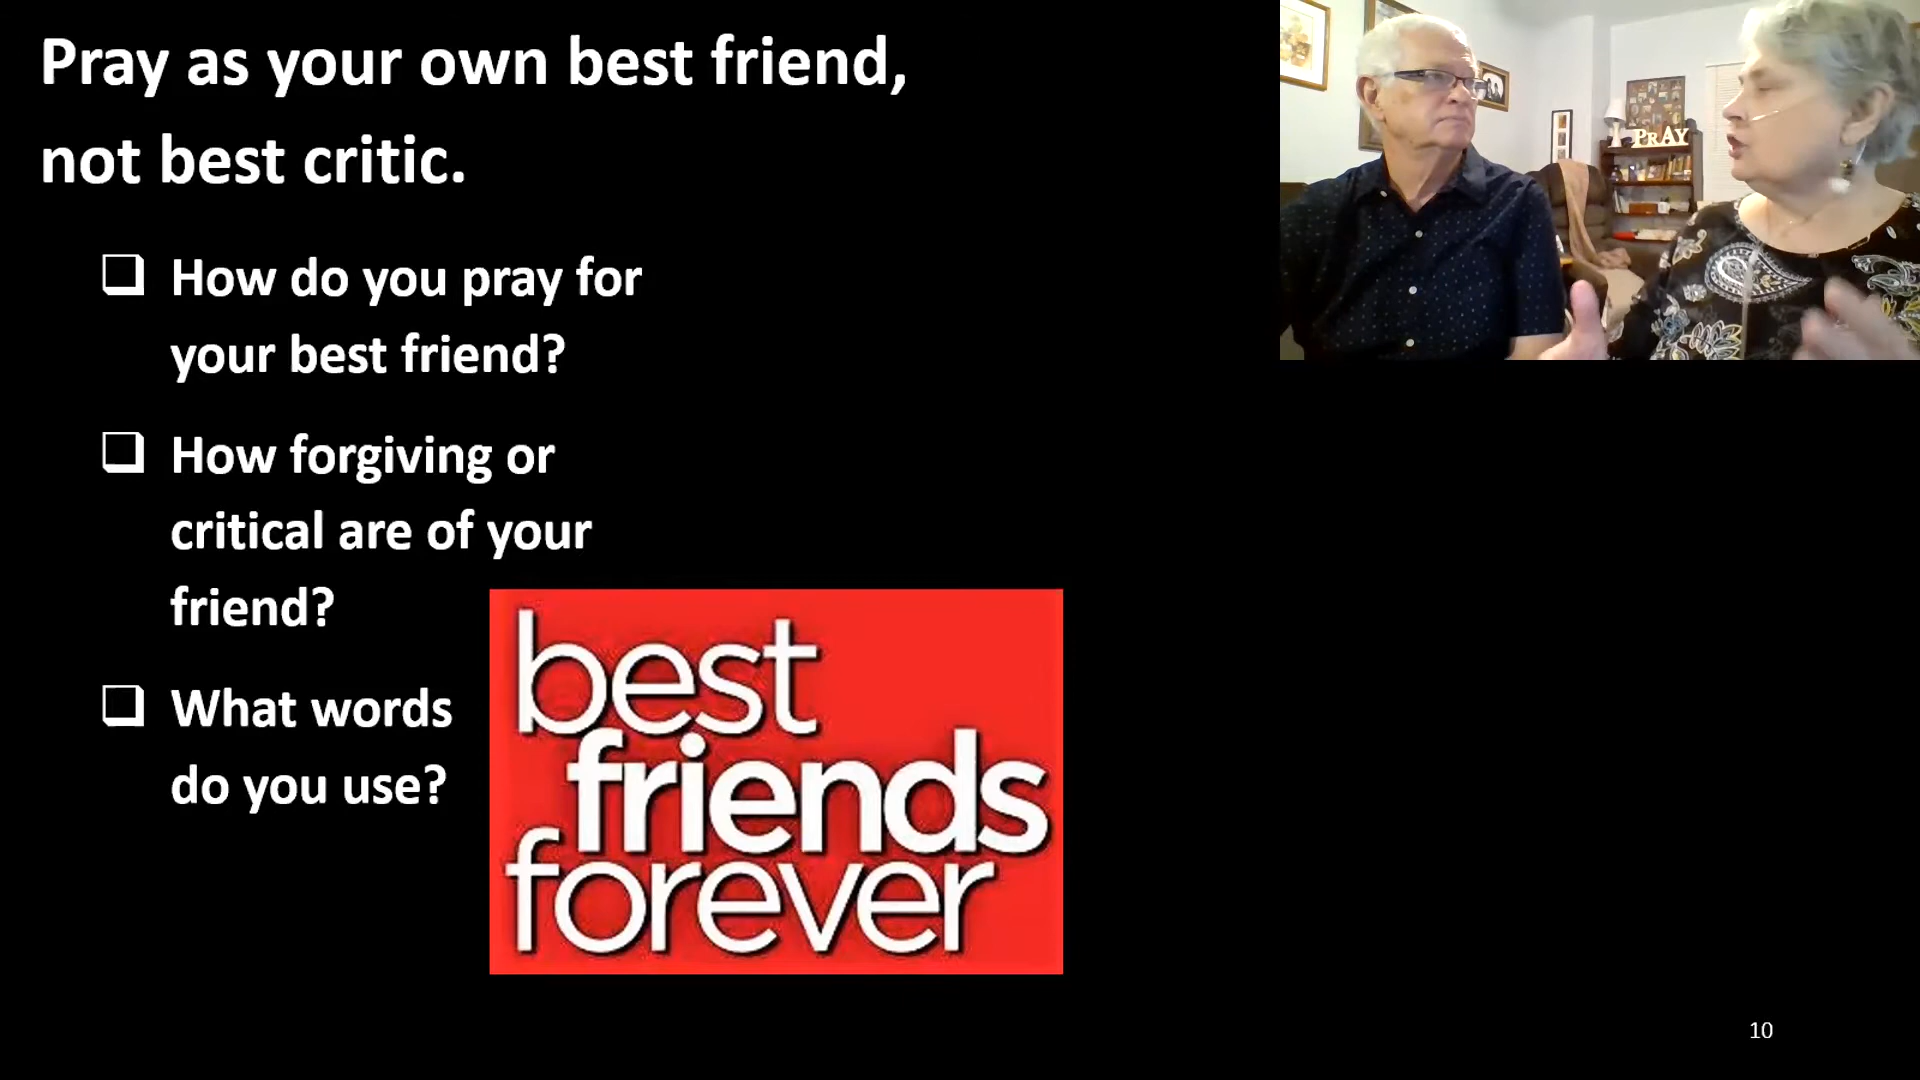 Pray as your own best friend,
not best critic.
How do you pray for
your best friend?
How forgiving or
critical are of your
friend?
What words
do you use?
best
friends
forever
PRAY
10